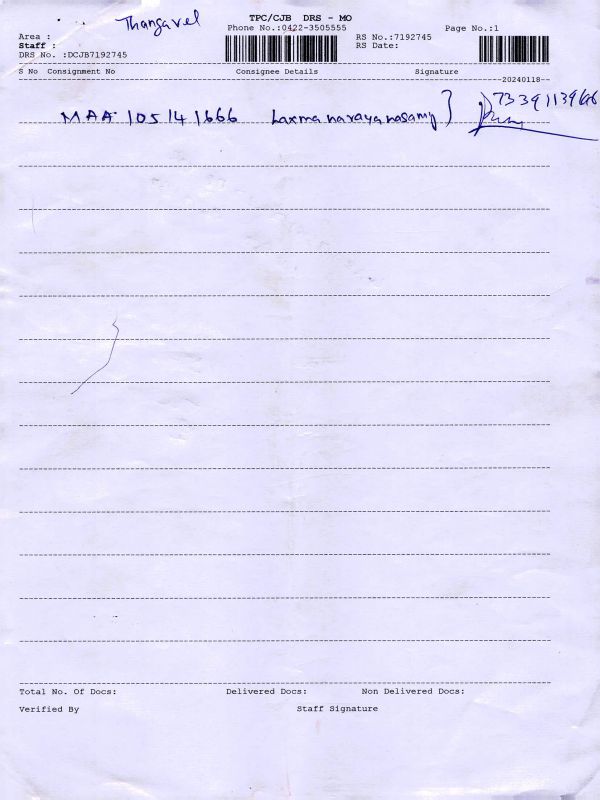 Thangavel
TPC/CJB DRS - MO
Phone No.:0422-3505555
Page No.:1
Area :
RS No.:7192745
Staff :
RS Date:
DRS No. :DCJB7192745
S No Consignment No Consignee Details Signature
20240118
MAA 105141666 Laxmanarayanasamy } 7339113966
Total No. Of Docs: Delivered Docs: Non Delivered Docs:
Verified By Staff Signature